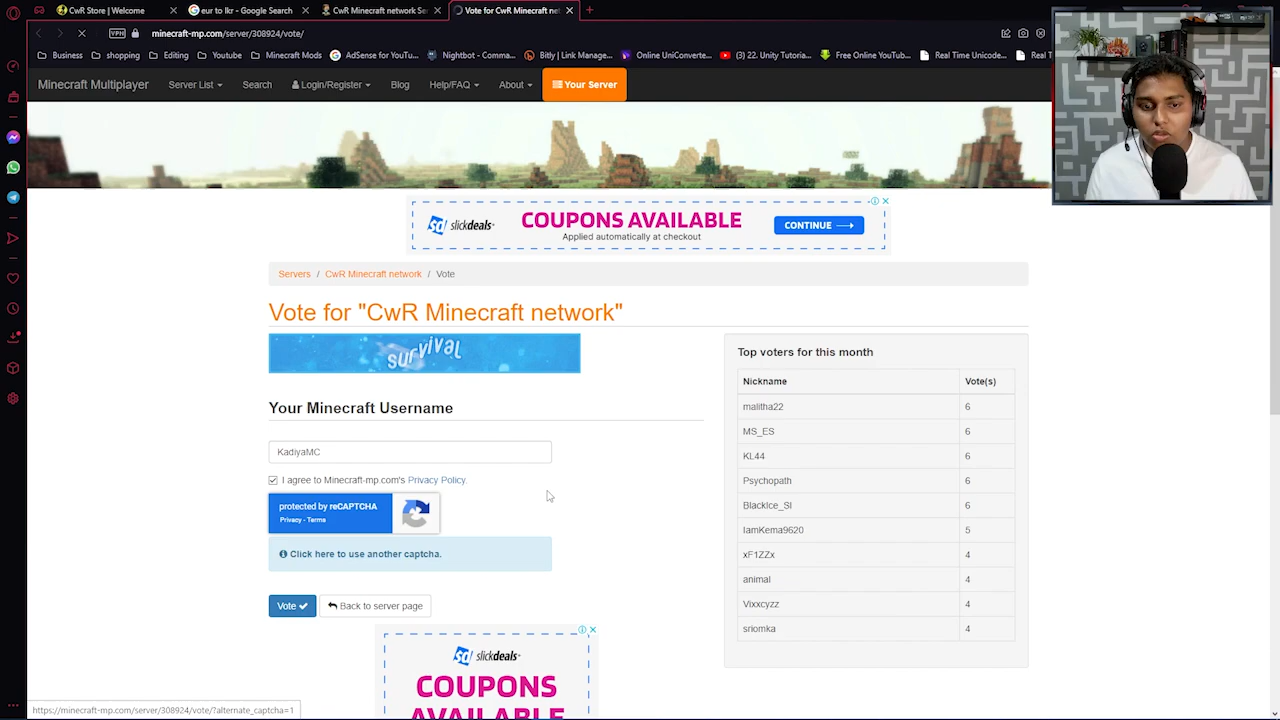 CwR Store | Welcome
eur to lkr - Google Search
CwR Minecraft network Se
Vote for CwR Minecraft net
VPN
minecraft-mp.com/server/308924/vote/
Business
shopping
Editing
Youtube
Minecraft Mods
Adsense for YouTu...
Nightbot - Comma...
Bitly | Link Manage...
Online UniConverte...
(3) 22. Unity Tutoria...
Free Online YouTu...
Real Time Unicode...
Real T
Minecraft Multiplayer
Server List
Search
Login/Register
Blog
Help/FAQ
About
Your Server
slickdeals
COUPONS AVAILABLE
Applied automatically at checkout
CONTINUE
Servers / CwR Minecraft network / Vote
Vote for "CwR Minecraft network"
survival
Your Minecraft Username
KadiyaMC
I agree to Minecraft-mp.com's Privacy Policy.
protected by reCAPTCHA
Privacy - Terms
Click here to use another captcha.
Vote
Back to server page
Top voters for this month
Nickname Vote(s)
malitha22 6
MS_ES 6
KL44 6
Psychopath 6
BlackIce_Sl 6
IamKema9620 5
xF1ZZx 4
animal 4
Vixxcyzz 4
sriomka 4
slickdeals
COUPONS
AVAILABLE
https://minecraft-mp.com/server/308924/vote/?alternate_captcha=1